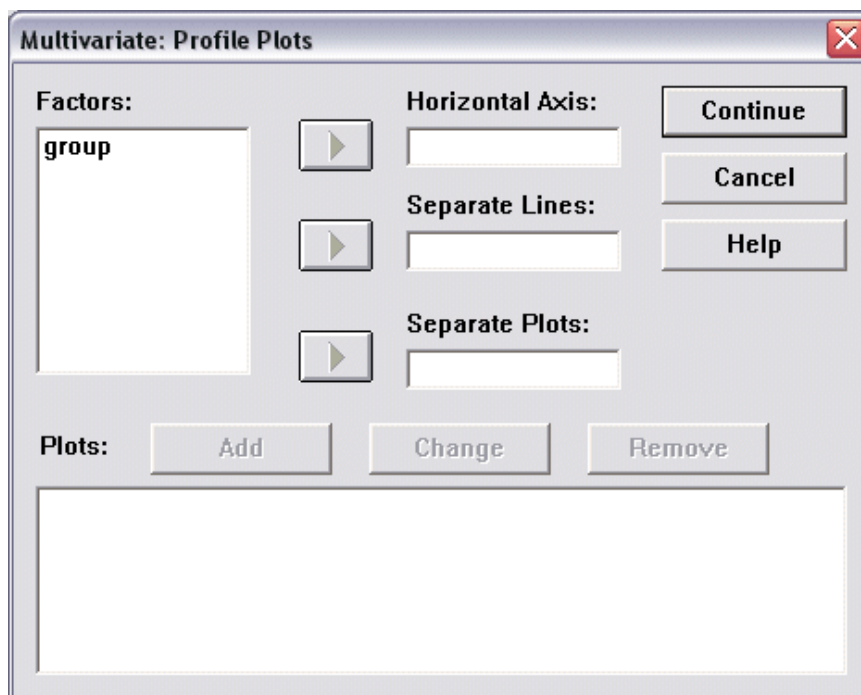 Multivariate: Profile Plots
Factors:
group
Horizontal Axis:
Separate Lines:
Separate Plots:
Continue
Cancel
Help
Plots:
Add
Change
Remove